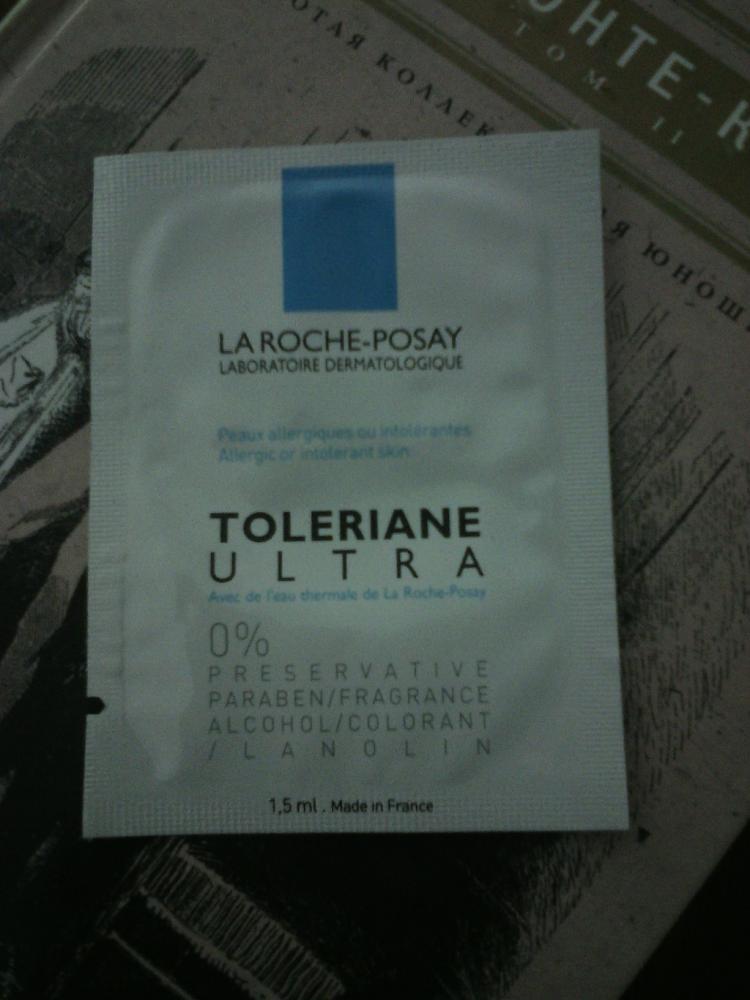 ОТАЯ КОЛЛЕК
ОНТЕ-К
ТОМ II
Я ЮНОШ
LA ROCHE-POSAY
LABORATOIRE DERMATOLOGIQUE
Peaux allergiques ou intolérantes
Allergic or intolerant skin
TOLERIANE
ULTRA
Avec de l'eau thermale de La Roche-Posay
0%
PRESERVATIVE
PARABEN/FRAGRANCE
ALCOHOL/COLORANT
/LANOLIN
1,5 ml . Made in France